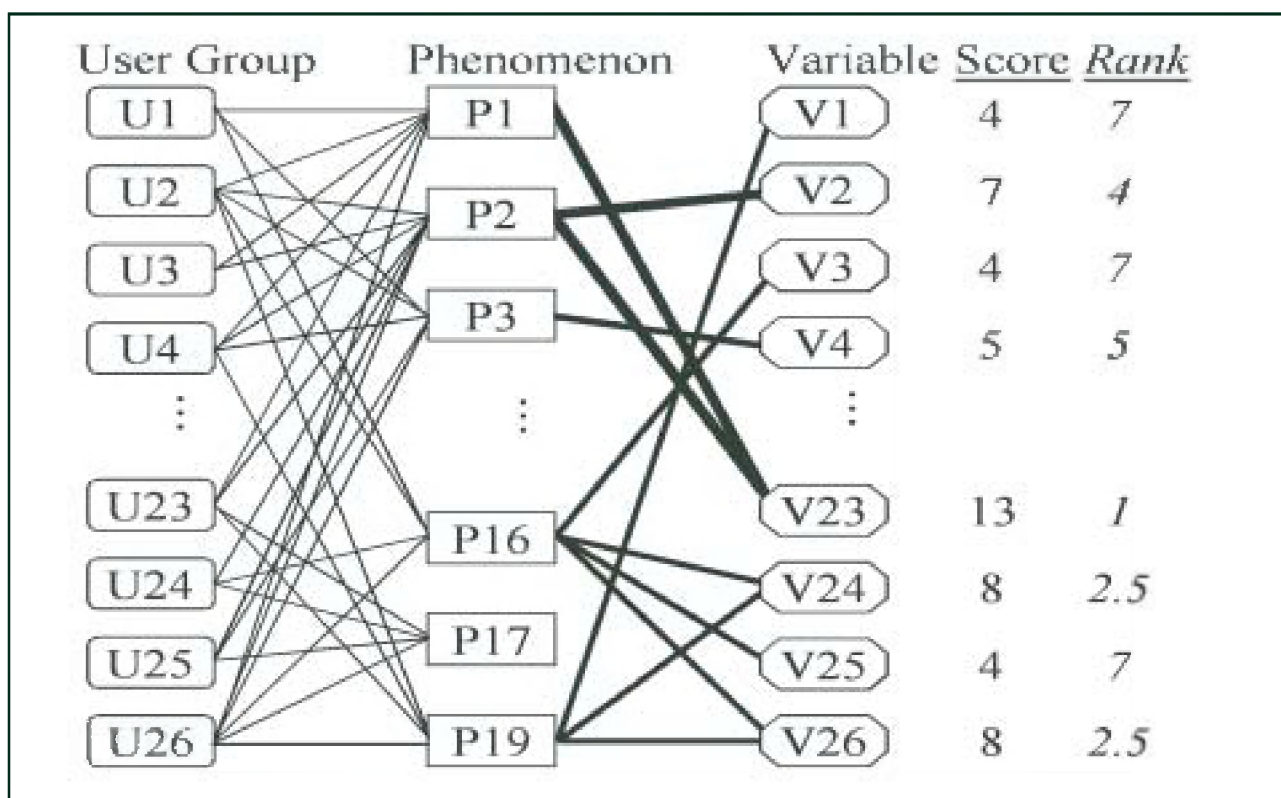 User Group Phenomenon Variable Score Rank
U1 P1 V1 4 7
U2 P2 V2 7 4
U3 V3 4 7
U4 P3 V4 5 5
⋮ ⋮ ⋮
U23 P16 V23 13 1
U24 V24 8 2.5
U25 P17 V25 4 7
U26 P19 V26 8 2.5